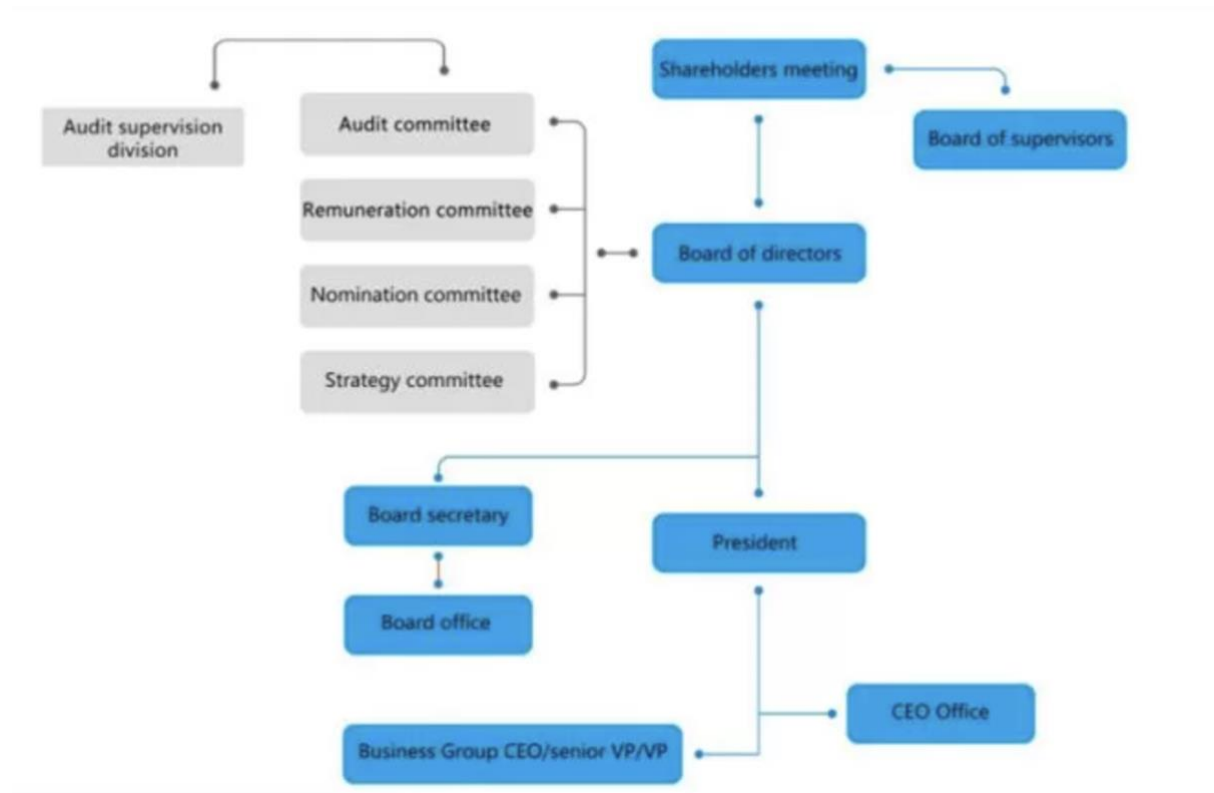 Shareholders meeting
Audit supervision
division
Audit committee
Board of supervisors
Remuneration committee
Board of directors
Nomination committee
Strategy committee
Board secretary
President
Board office
CEO Office
Business Group CEO/senior VP/VP